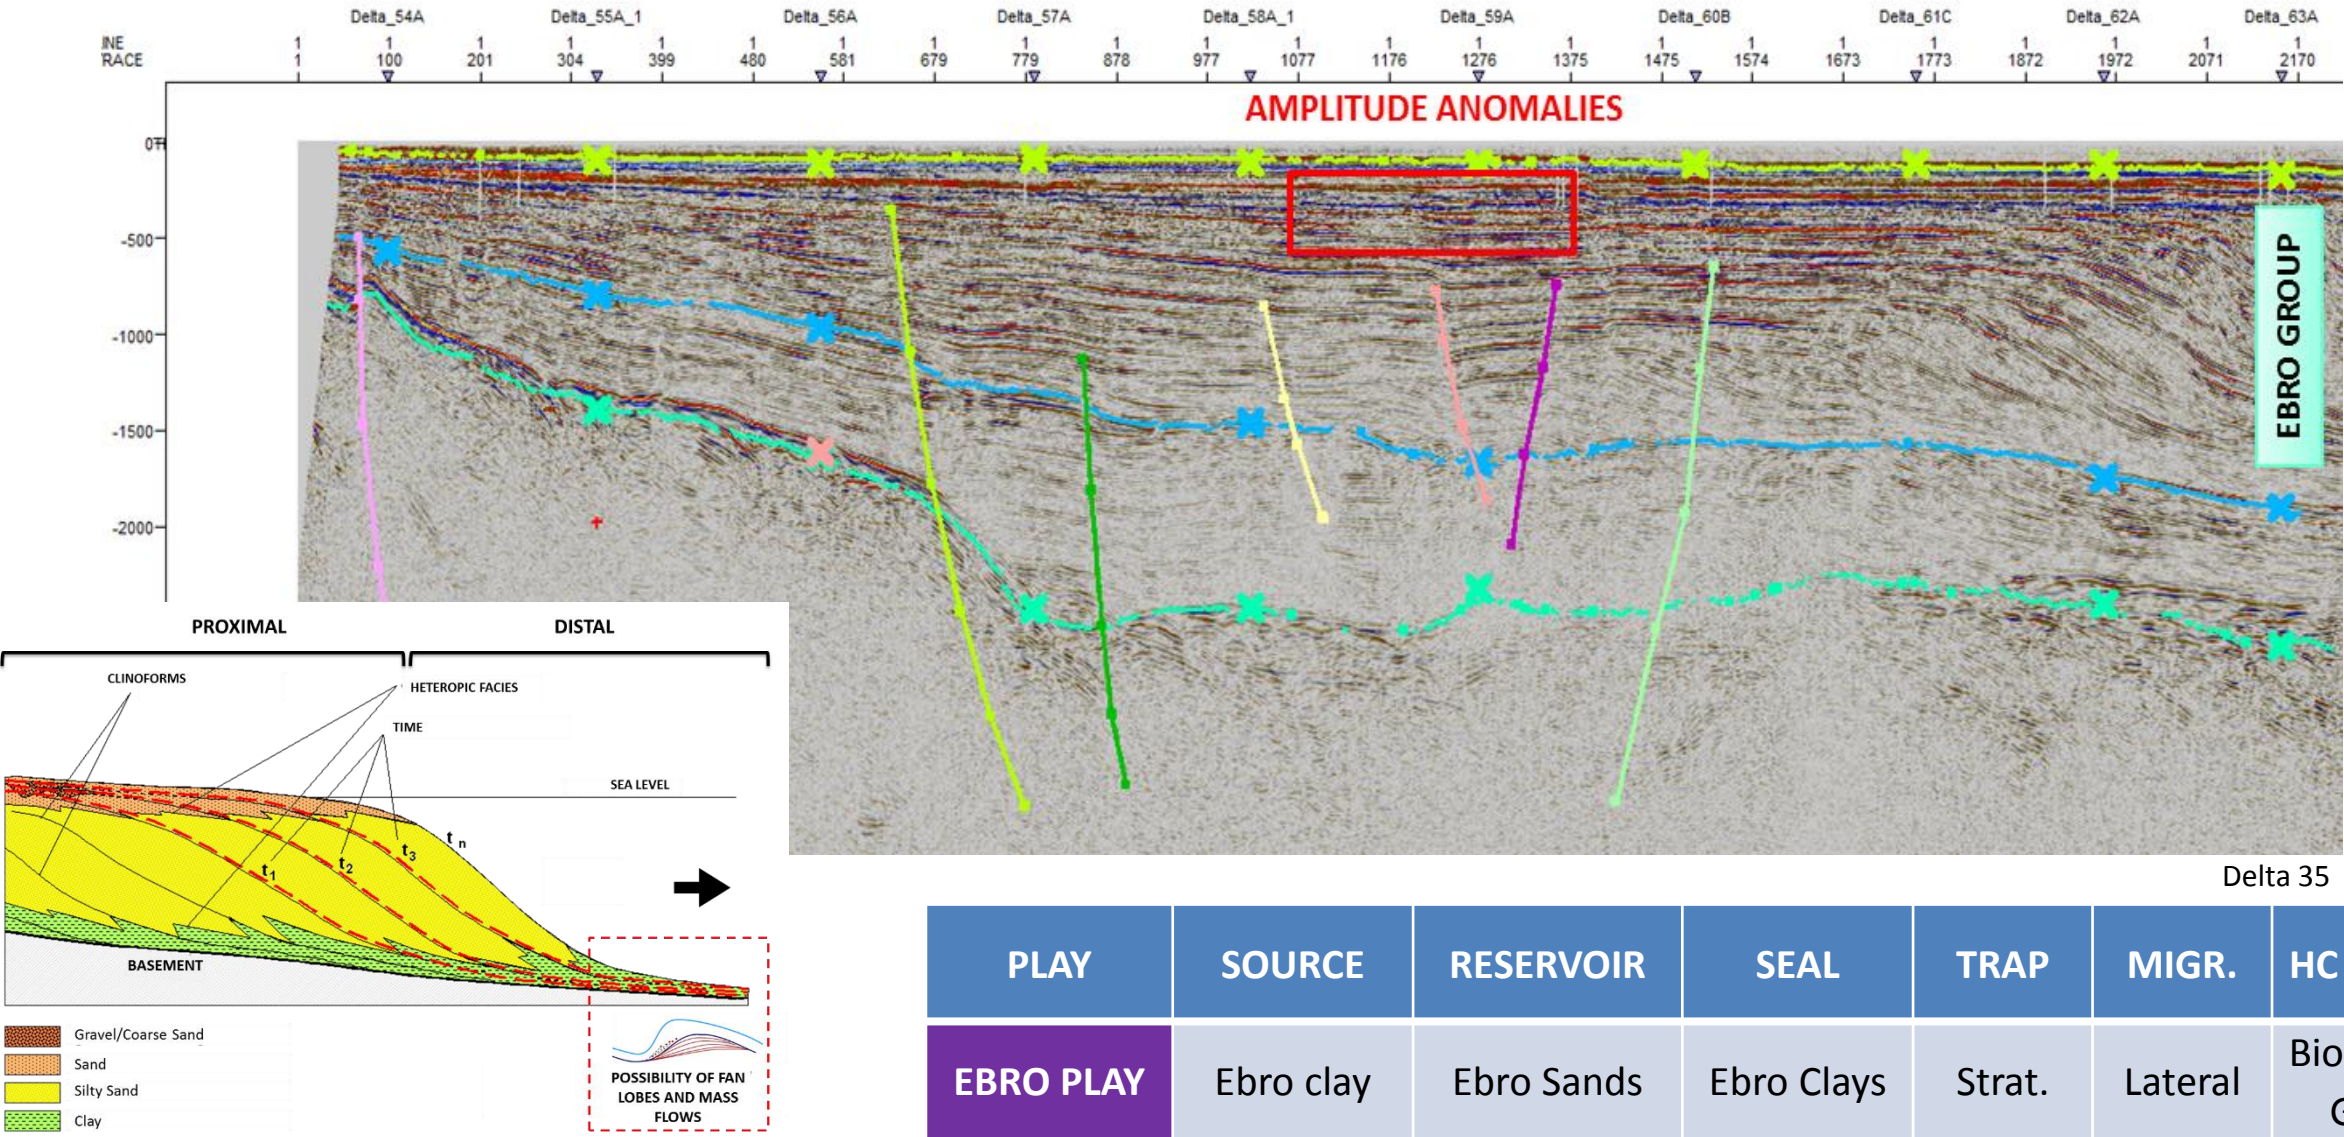 Delta_54A Delta_55A_1 Delta_56A Delta_57A Delta_58A_1 Delta_59A Delta_60B Delta_61C Delta_62A Delta_63A
INE 1 1 1 1 1 1 1 1 1 1 1 1 1 1 1 1 1 1 1 1 1 1 1
RACE 1 100 201 304 399 480 581 679 779 878 977 1077 1176 1276 1375 1475 1574 1673 1773 1872 1972 2071 2170
AMPLITUDE ANOMALIES
-500
-1000
-1500
-2000
EBRO GROUP
PROXIMAL DISTAL
CLINOFORMS
HETEROPIC FACIES
TIME
SEA LEVEL
t1 t2 t3 tn
BASEMENT
Gravel/Coarse Sand
Sand
Silty Sand
Clay
POSSIBILITY OF FAN
LOBES AND MASS
FLOWS
Delta 35
PLAY SOURCE RESERVOIR SEAL TRAP MIGR. HC
EBRO PLAY Ebro clay Ebro Sands Ebro Clays Strat. Lateral Bio
G